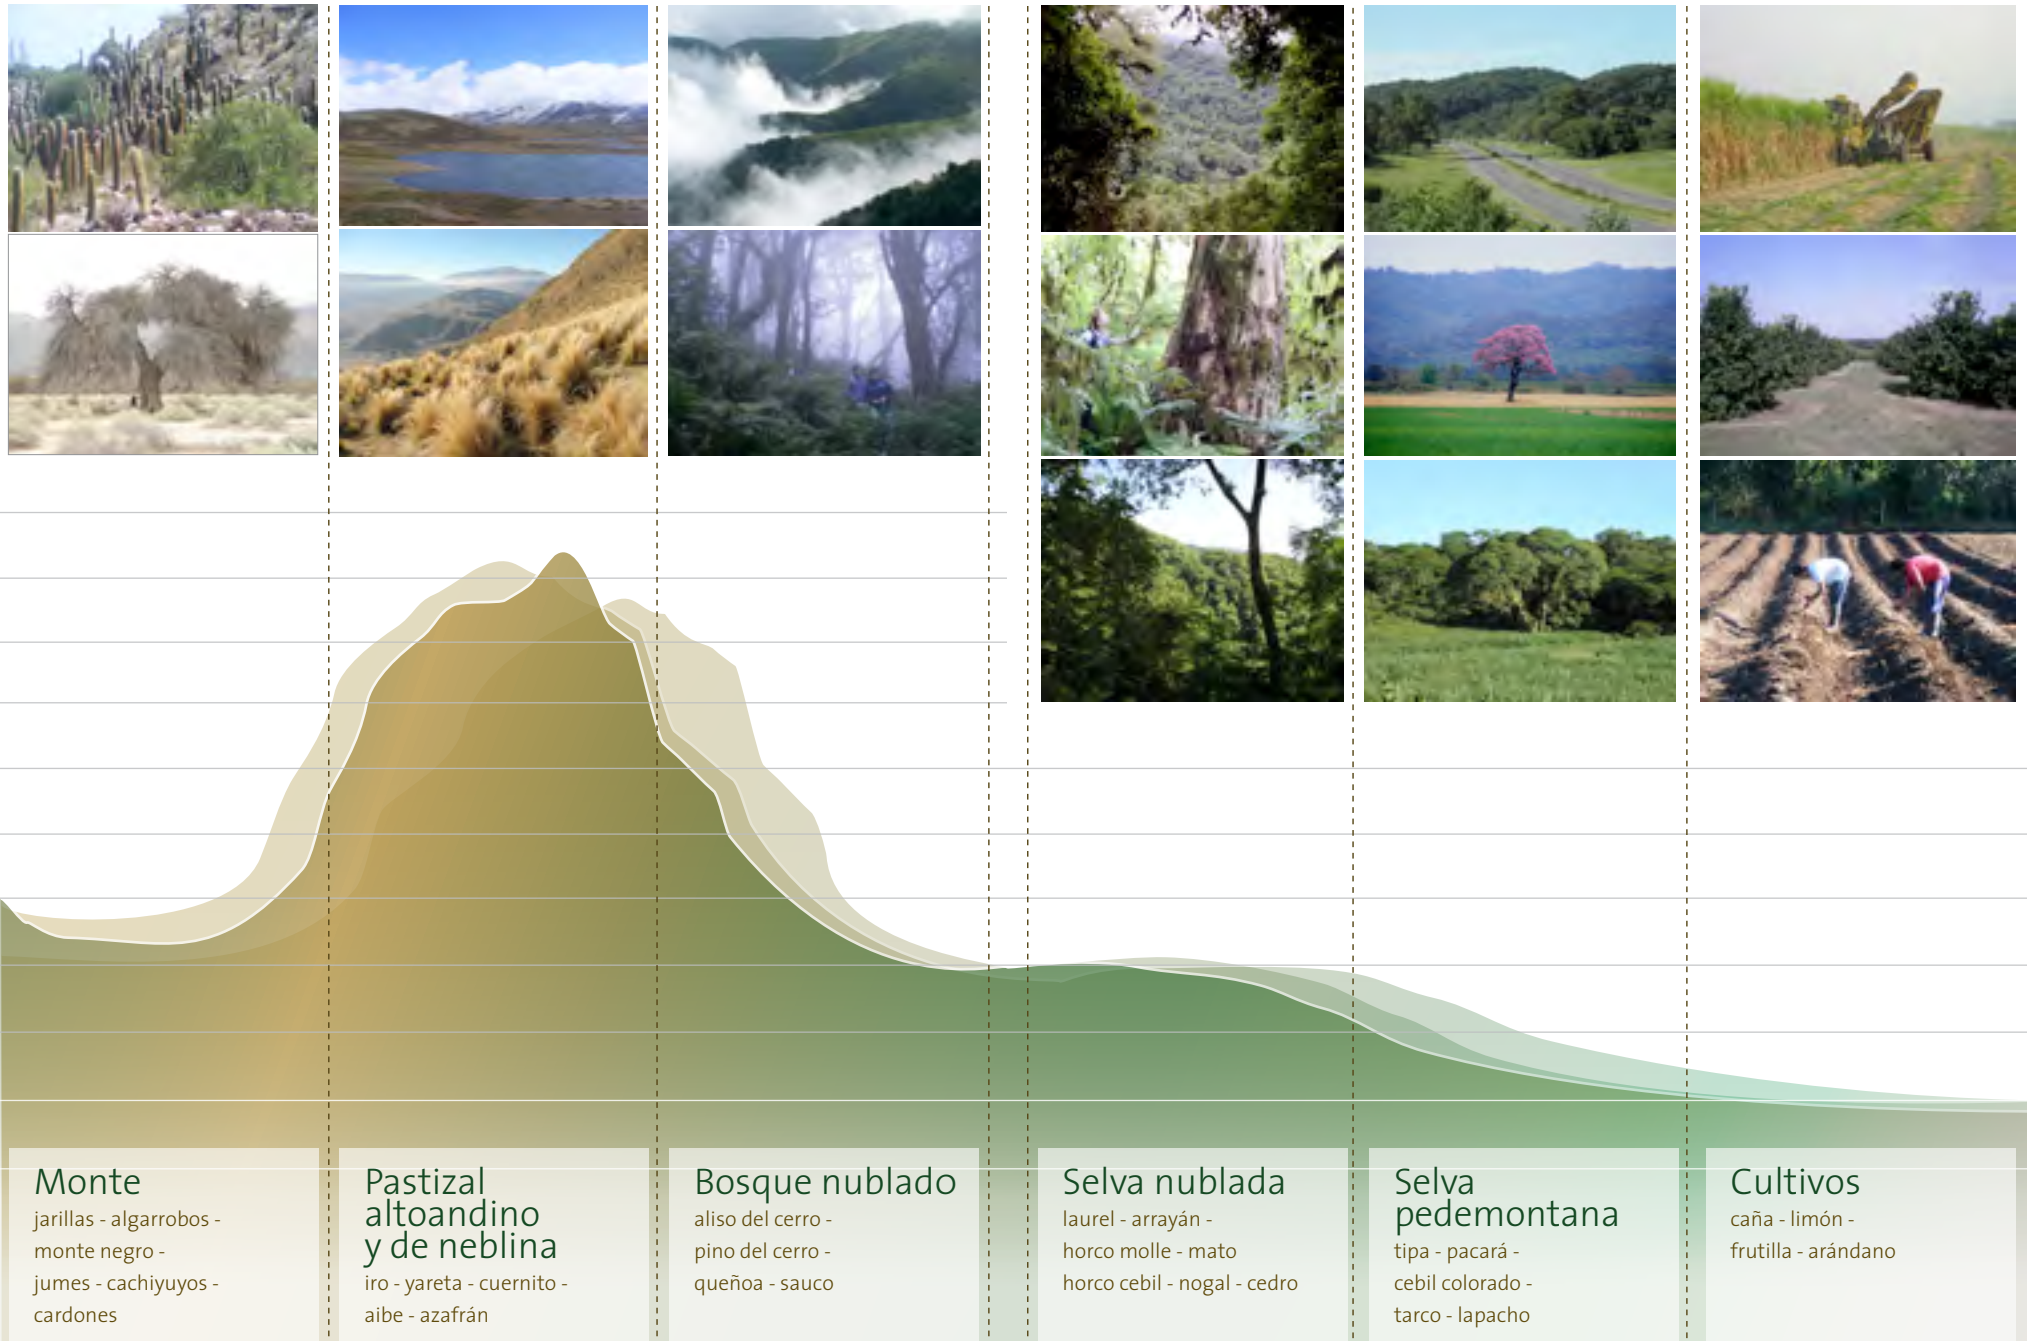 Monte
jarillas - algarrobos -
monte negro -
jumes - cachiyuyos -
cardones
Pastizal
altoandino
y de neblina
iro - yareta - cuernito -
aibe - azafrán
Bosque nublado
aliso del cerro -
pino del cerro -
queñoa - sauco
Selva nublada
laurel - arrayán -
horco molle - mato
horco cebil - nogal - cedro
Selva
pedemontana
tipa - pacará -
cebil colorado -
tarco - lapacho
Cultivos
caña - limón -
frutilla - arándano